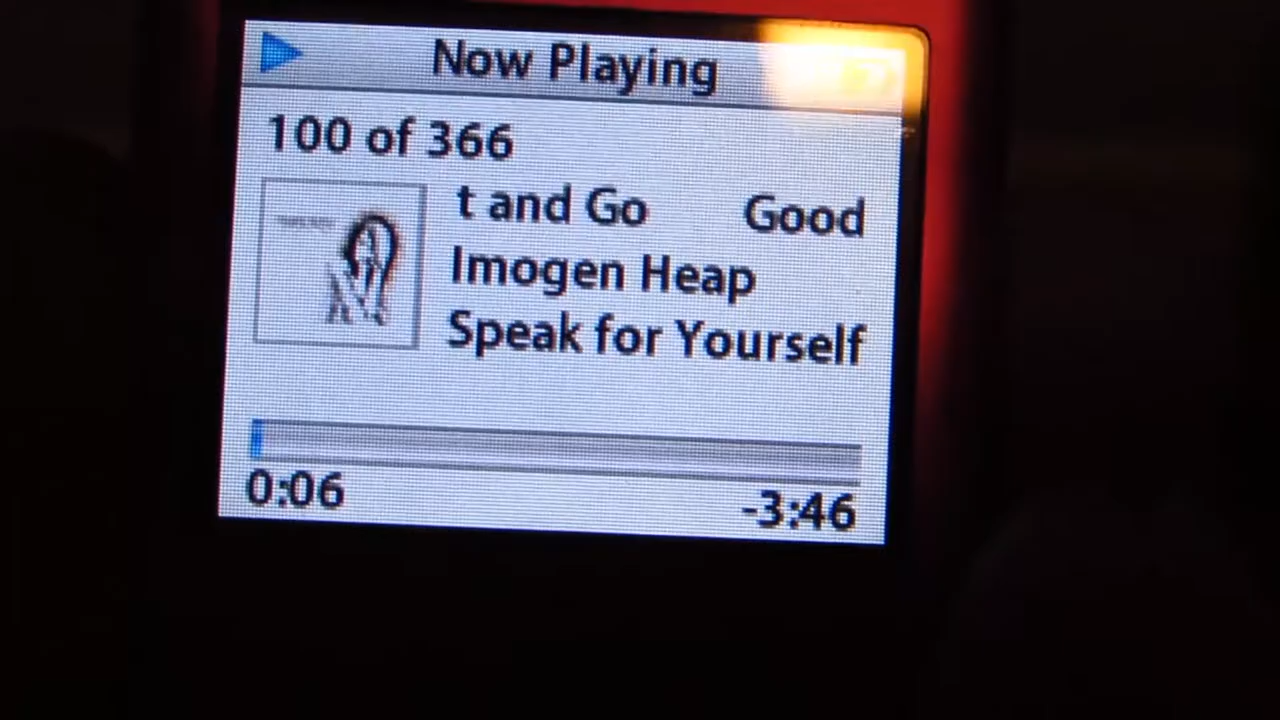 Now Playing
100 of 366
t and Go Good
Imogen Heap
Speak for Yourself
0:06 -3:46